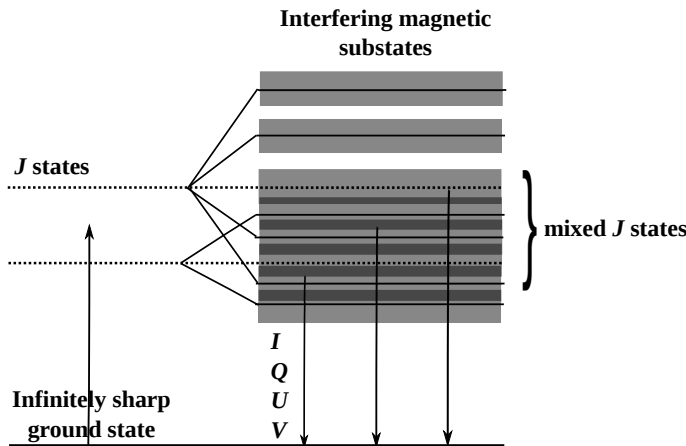 Interfering magnetic
substates
J states
mixed J states
I
Q
U
V
Infinitely sharp
ground state